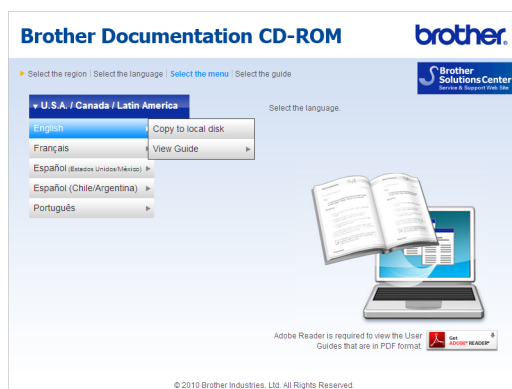 Brother Documentation CD-ROM
brother.
Select the region | Select the language | Select the menu | Select the guide
Brother
Solutions Center
Service & Support Web Site
U.S.A. / Canada / Latin America
Select the language.
English
Copy to local disk
Français
View Guide
Español (Estados Unidos/México)
Español (Chile/Argentina)
Português
Adobe Reader is required to view the User
Guides that are in PDF format.
Get
ADOBE® READER®
© 2010 Brother Industries, Ltd. All Rights Reserved.